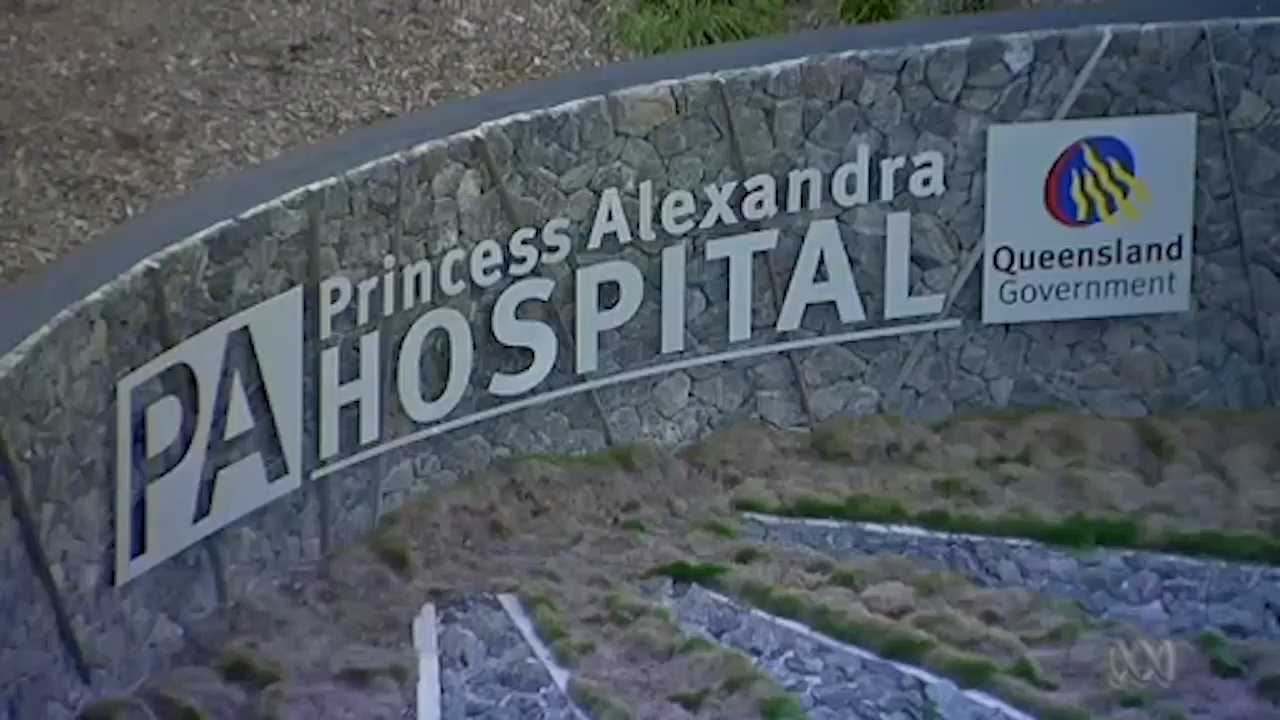 PA
Princess Alexandra
HOSPITAL
Queensland
Government